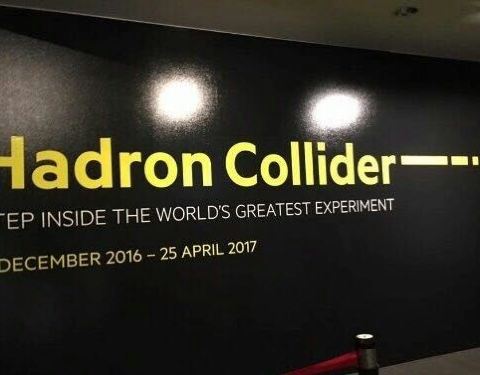 Hadron Collider
TEP INSIDE THE WORLD'S GREATEST EXPERIMENT
DECEMBER 2016 – 25 APRIL 2017